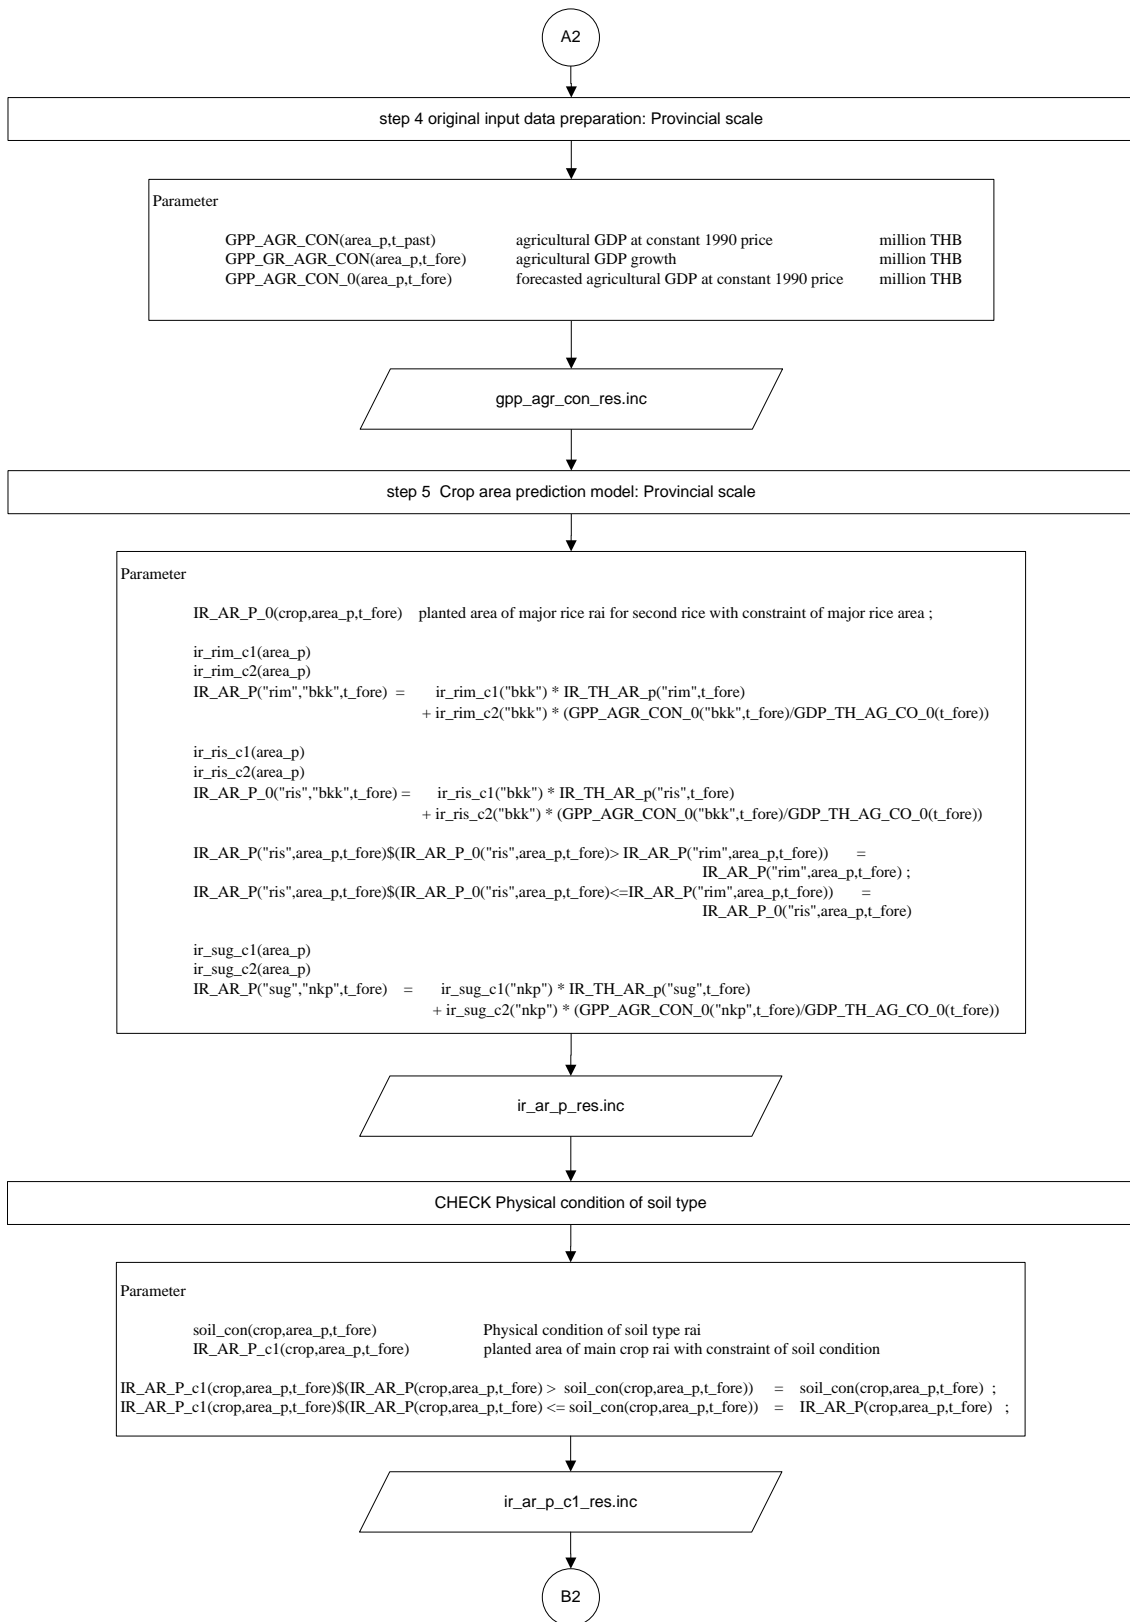 A2
step 4 original input data preparation: Provincial scale
Parameter
GPP_AGR_CON(area_p,t_past) agricultural GDP at constant 1990 price million THB
GPP_GR_AGR_CON(area_p,t_fore) agricultural GDP growth million THB
GPP_AGR_CON_0(area_p,t_fore) forecasted agricultural GDP at constant 1990 price million THB
gpp_agr_con_res.inc
step 5 Crop area prediction model: Provincial scale
Parameter
IR_AR_P_0(crop,area_p,t_fore) planted area of major rice rai for second rice with constraint of major rice area ;
ir_rim_c1(area_p)
ir_rim_c2(area_p)
IR_AR_P("rim","bkk",t_fore) = ir_rim_c1("bkk") * IR_TH_AR_p("rim",t_fore)
+ ir_rim_c2("bkk") * (GPP_AGR_CON_0("bkk",t_fore)/GDP_TH_AG_CO_0(t_fore))
ir_ris_c1(area_p)
ir_ris_c2(area_p)
IR_AR_P_0("ris","bkk",t_fore) = ir_ris_c1("bkk") * IR_TH_AR_p("ris",t_fore)
+ ir_ris_c2("bkk") * (GPP_AGR_CON_0("bkk",t_fore)/GDP_TH_AG_CO_0(t_fore))
IR_AR_P("ris",area_p,t_fore)$(IR_AR_P_0("ris",area_p,t_fore)> IR_AR_P("rim",area_p,t_fore)) =
IR_AR_P("rim",area_p,t_fore) ;
IR_AR_P("ris",area_p,t_fore)$(IR_AR_P_0("ris",area_p,t_fore)<=IR_AR_P("rim",area_p,t_fore)) =
IR_AR_P_0("ris",area_p,t_fore)
ir_sug_c1(area_p)
ir_sug_c2(area_p)
IR_AR_P("sug","nkp",t_fore) = ir_sug_c1("nkp") * IR_TH_AR_p("sug",t_fore)
+ ir_sug_c2("nkp") * (GPP_AGR_CON_0("nkp",t_fore)/GDP_TH_AG_CO_0(t_fore))
ir_ar_p_res.inc
CHECK Physical condition of soil type
Parameter
soil_con(crop,area_p,t_fore) Physical condition of soil type rai
IR_AR_P_c1(crop,area_p,t_fore) planted area of main crop rai with constraint of soil condition
IR_AR_P_c1(crop,area_p,t_fore)$(IR_AR_P(crop,area_p,t_fore) > soil_con(crop,area_p,t_fore)) = soil_con(crop,area_p,t_fore) ;
IR_AR_P_c1(crop,area_p,t_fore)$(IR_AR_P(crop,area_p,t_fore) <= soil_con(crop,area_p,t_fore)) = IR_AR_P(crop,area_p,t_fore) ;
ir_ar_p_c1_res.inc
B2